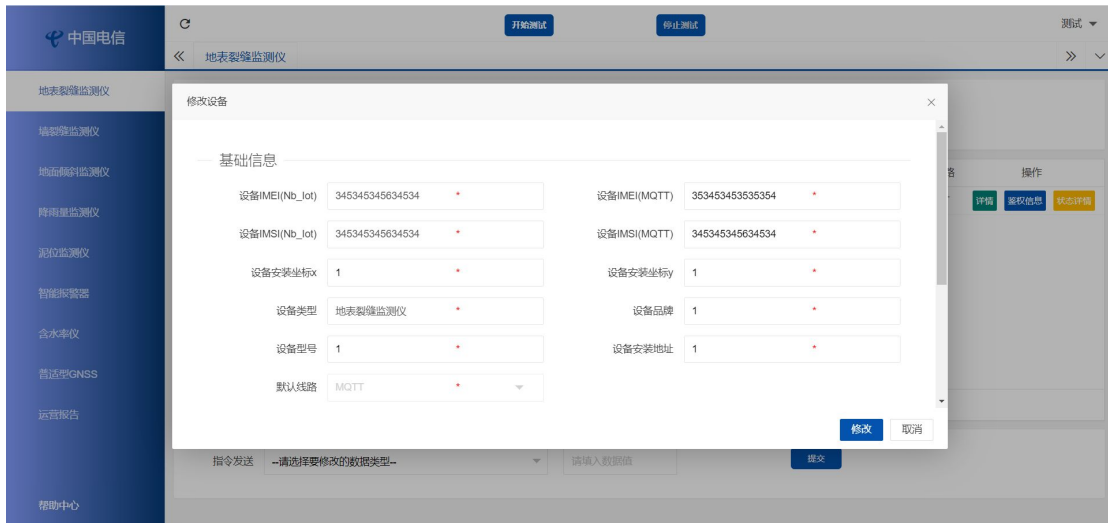 中国电信
开始测试 停止测试 测试
地表裂缝监测仪
地表裂缝监测仪
墙裂缝监测仪
地面倾斜监测仪
降雨量监测仪
泥位监测仪
智能报警器
含水率仪
普适型GNSS
运营报告
帮助中心
修改设备
基础信息
设备IMEI(Nb_Iot) 345345345634534 * 设备IMEI(MQTT) 353453453535354 *
设备IMSI(Nb_Iot) 345345345634534 * 设备IMSI(MQTT) 345345345634534 *
设备安装坐标x 1 * 设备安装坐标y 1 *
设备类型 地表裂缝监测仪 * 设备品牌 1 *
设备型号 1 * 设备安装地址 1 *
默认线路 MQTT *
修改 取消
操作
详情 鉴权信息 状态详情
指令发送 --请选择要修改的数据类型-- 请填入数据值 提交